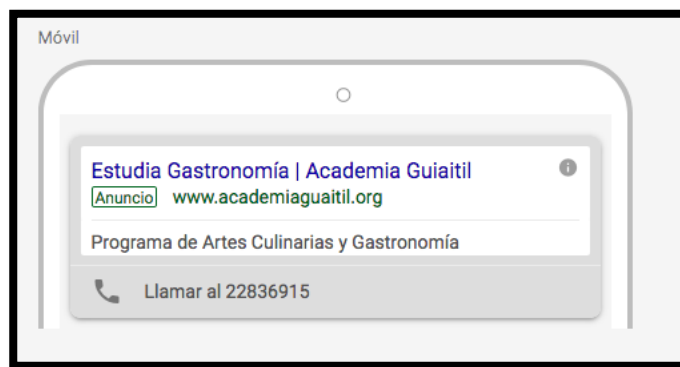 Móvil
Estudia Gastronomía | Academia Guiaitil
Anuncio www.academiaguaitil.org
Programa de Artes Culinarias y Gastronomía
Llamar al 22836915